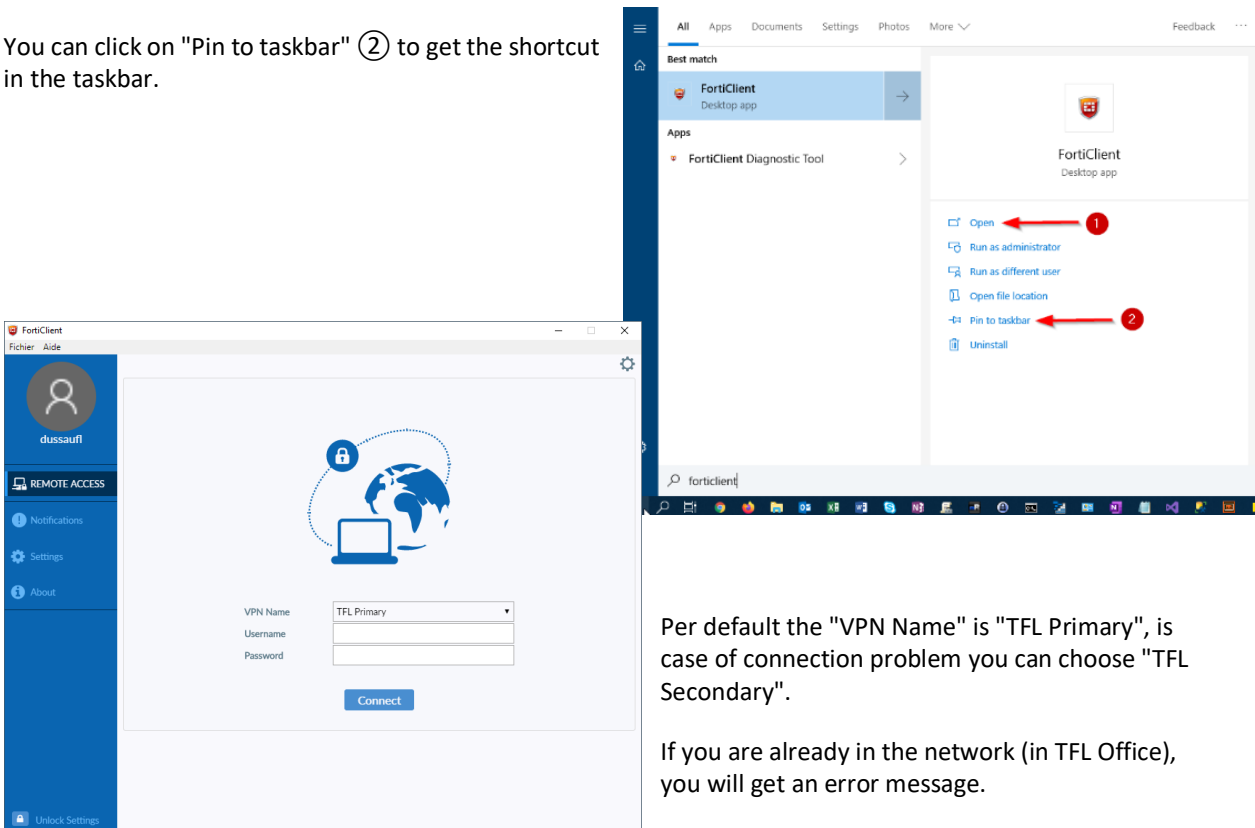 You can click on "Pin to taskbar" ② to get the shortcut
in the taskbar.
All Apps Documents Settings Photos More Feedback ...
Best match
FortiClient
Desktop app
Apps
FortiClient Diagnostic Tool
FortiClient
Desktop app
Open 1
Run as administrator
Run as different user
Open file location
Pin to taskbar 2
Uninstall
forticlient
FortiClient
Fichier Aide
dussaufl
REMOTE ACCESS
Notifications
Settings
About
VPN Name TFL Primary
Username
Password
Connect
Unlock Settings
Per default the "VPN Name" is "TFL Primary", is
case of connection problem you can choose "TFL
Secondary".
If you are already in the network (in TFL Office),
you will get an error message.